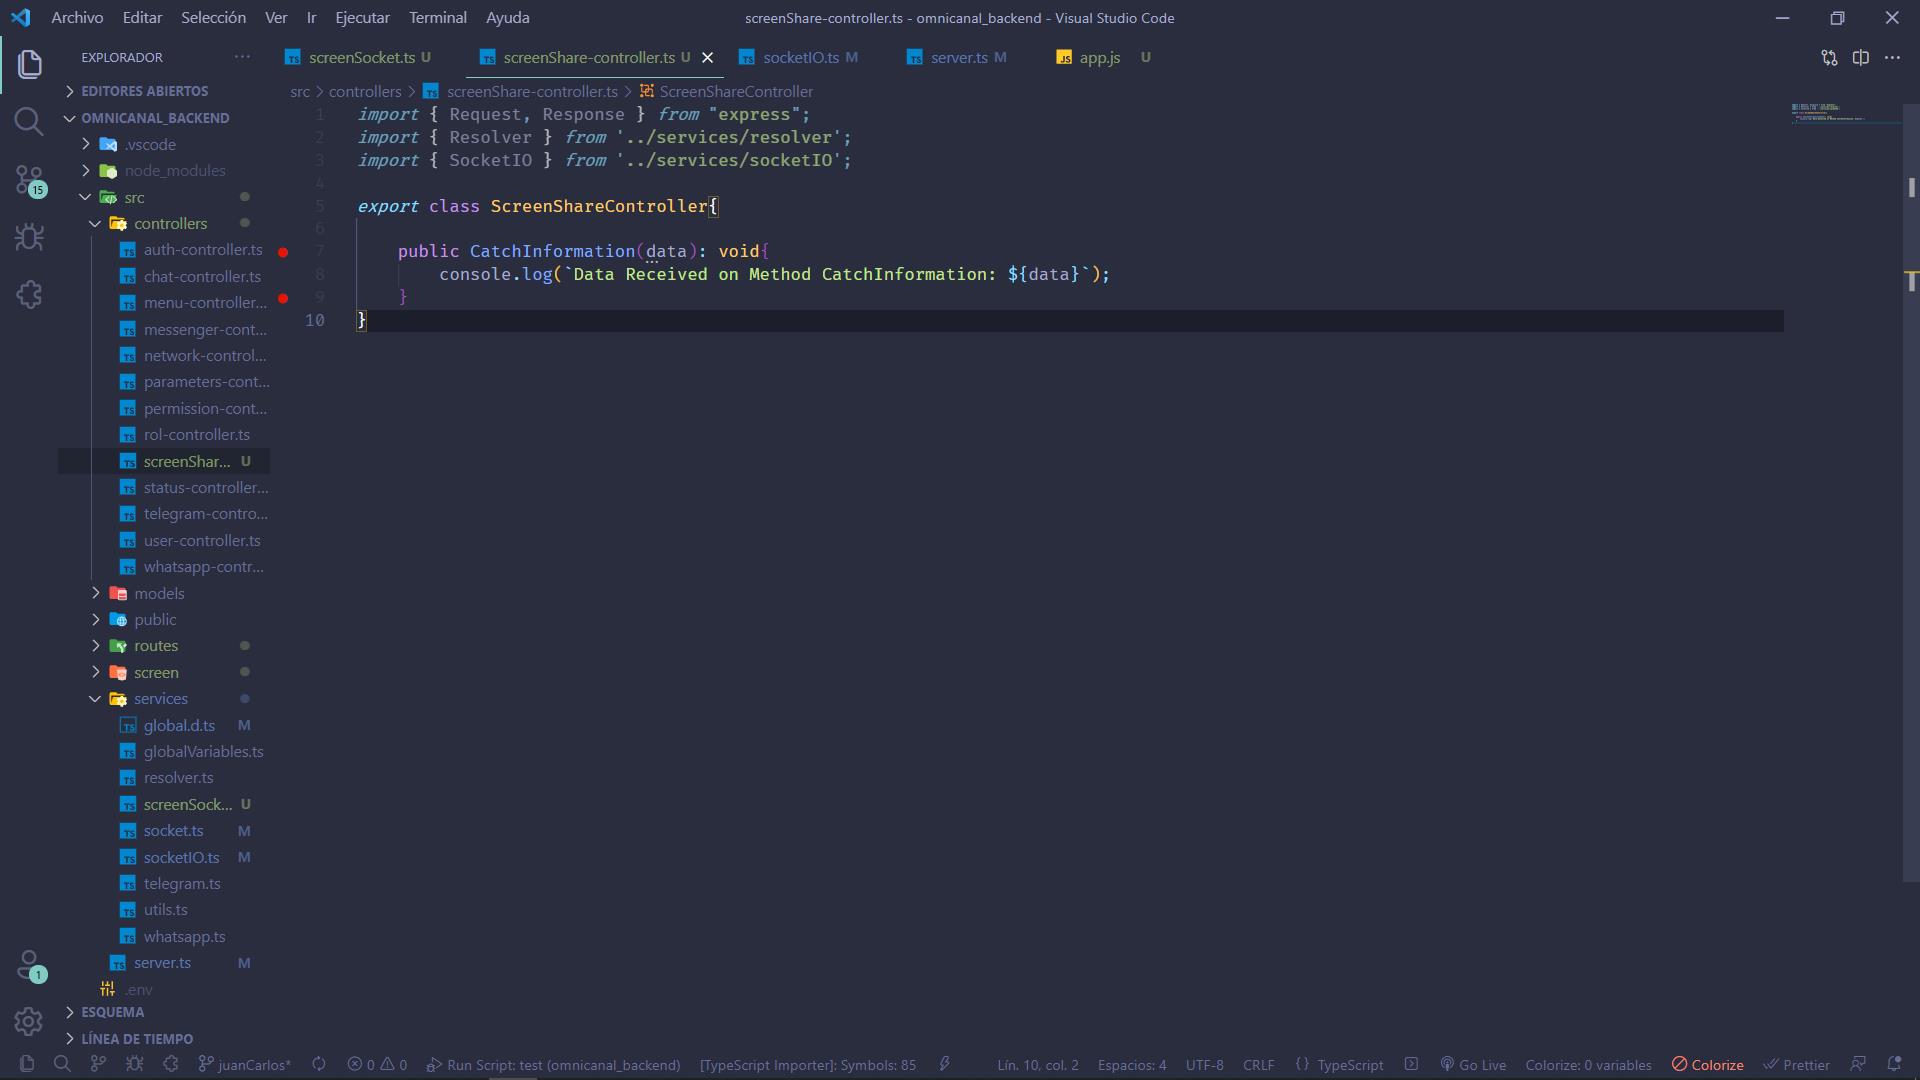 Archivo Editar Selección Ver Ir Ejecutar Terminal Ayuda
screenShare-controller.ts - omnicanal_backend - Visual Studio Code
EXPLORADOR
screenSocket.ts U
screenShare-controller.ts U
socketIO.ts M
server.ts M
JS app.js U
EDITORES ABIERTOS
OMNICANAL_BACKEND
.vscode
node_modules
src
controllers
auth-controller.ts
chat-controller.ts
menu-controller...
messenger-cont...
network-control...
parameters-cont...
permission-cont...
rol-controller.ts
screenShar... U
status-controller...
telegram-contro...
user-controller.ts
whatsapp-contr...
models
public
routes
screen
services
global.d.ts M
globalVariables.ts
resolver.ts
screenSock... U
socket.ts M
socketIO.ts M
telegram.ts
utils.ts
whatsapp.ts
server.ts M
.env
ESQUEMA
LÍNEA DE TIEMPO
15
1
src > controllers > TS screenShare-controller.ts > ScreenShareController
1 import { Request, Response } from "express";
2 import { Resolver } from '../services/resolver';
3 import { SocketIO } from '../services/socketIO';
4
5 export class ScreenShareController{
6
7 public CatchInformation(data): void{
8 console.log(`Data Received on Method CatchInformation: ${data}`);
9 }
10 }
juanCarlos* 0 0 Run Script: test (omnicanal_backend) [TypeScript Importer]: Symbols: 85 Lín. 10, col. 2 Espacios: 4 UTF-8 CRLF { } TypeScript Go Live Colorize: 0 variables Colorize Prettier